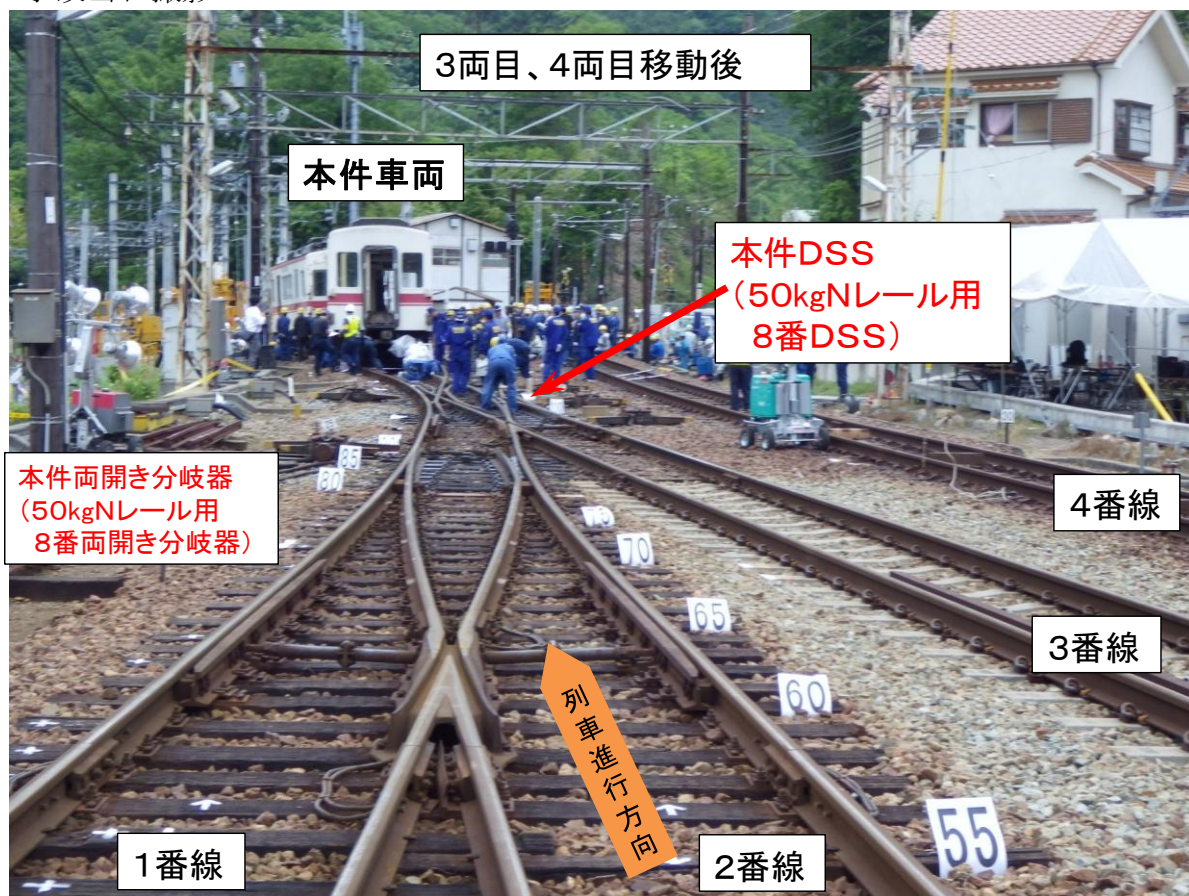 3両目、4両目移動後
本件車両
本件DSS
(50kgNレール用
8番DSS)
本件両開き分岐器
(50kgNレール用
8番両開き分岐器)
85
80
75
70
65
60
55
4番線
3番線
列車進行方向
1番線
2番線